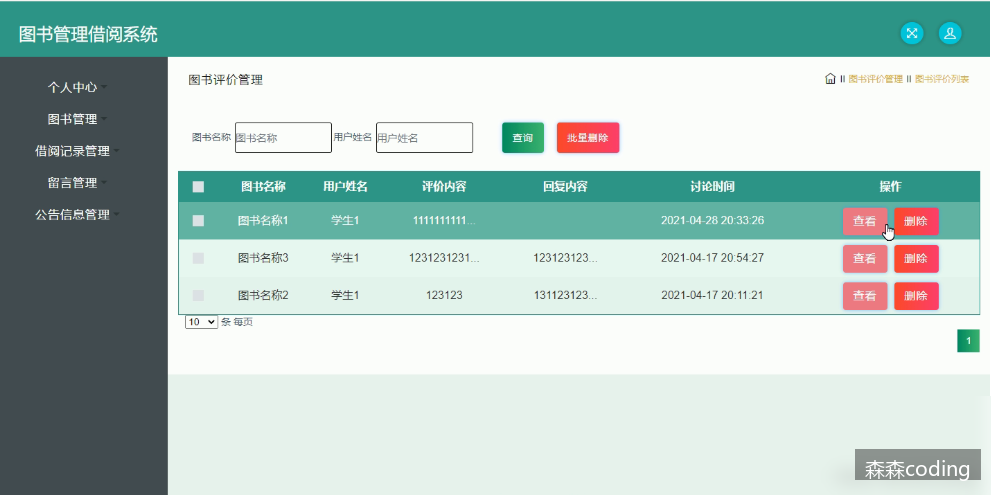 图书管理借阅系统
个人中心
图书管理
借阅记录管理
留言管理
公告信息管理
图书评价管理
图书评价管理 图书评价列表
图书名称 图书名称 用户姓名 用户姓名 查询 批量删除
图书名称 用户姓名 评价内容 回复内容 讨论时间 操作
图书名称1 学生1 1111111111... 2021-04-28 20:33:26 查看 删除
图书名称3 学生1 1231231231... 123123123... 2021-04-17 20:54:27 查看 删除
图书名称2 学生1 123123 131123123... 2021-04-17 20:11:21 查看 删除
10 条 每页
1
森森coding